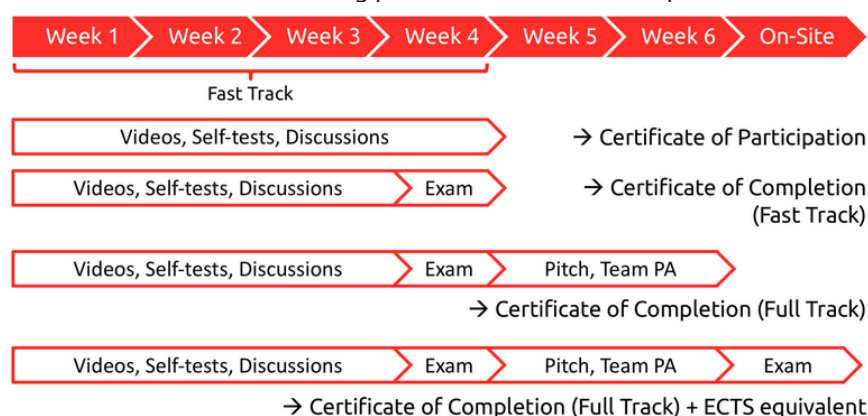 Week 1 Week 2 Week 3 Week 4 Week 5 Week 6 On-Site
Fast Track
Videos, Self-tests, Discussions → Certificate of Participation
Videos, Self-tests, Discussions Exam → Certificate of Completion
(Fast Track)
Videos, Self-tests, Discussions Exam Pitch, Team PA
→ Certificate of Completion (Full Track)
Videos, Self-tests, Discussions Exam Pitch, Team PA Exam
→ Certificate of Completion (Full Track) + ECTS equivalent